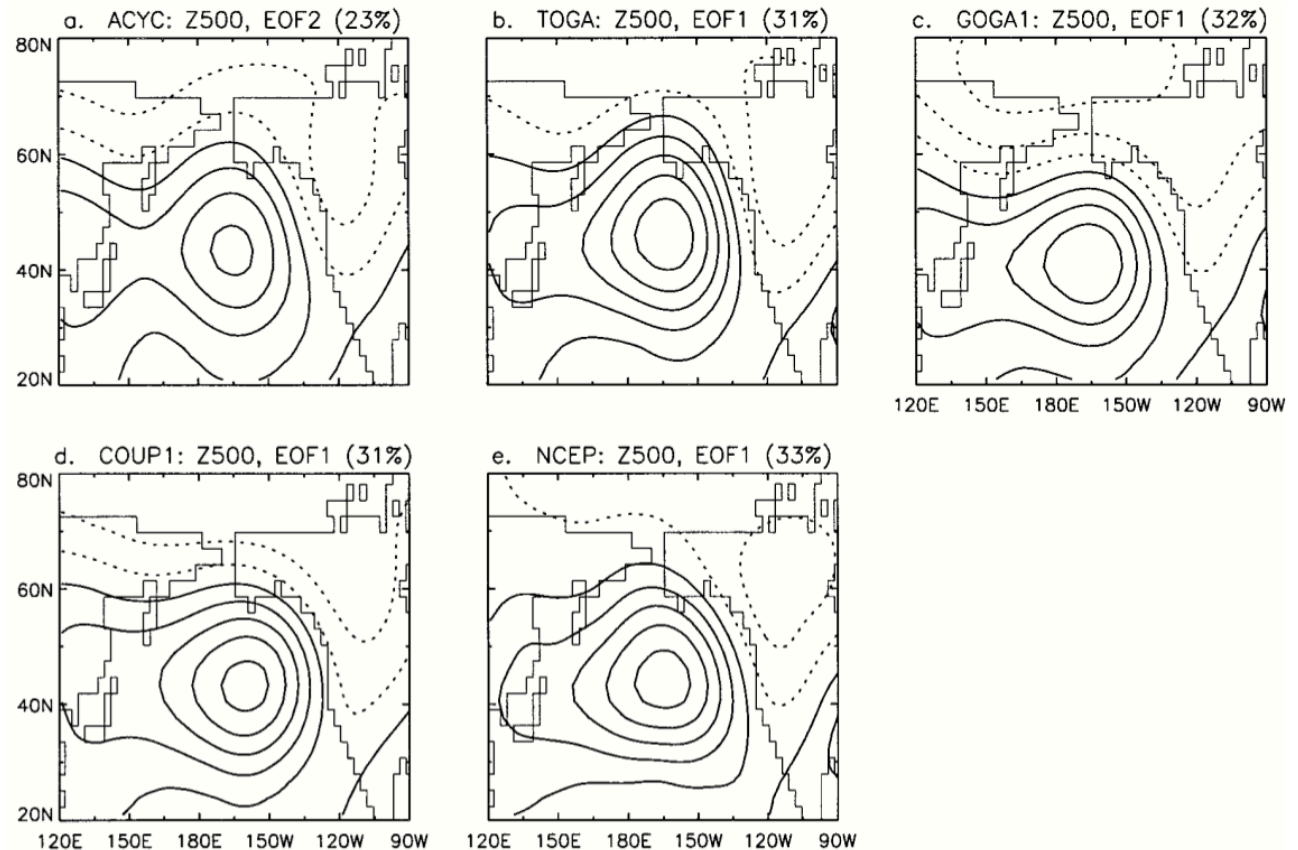 a. ACYC: Z500, EOF2 (23%)
b. TOGA: Z500, EOF1 (31%)
c. GOGA1: Z500, EOF1 (32%)
80N
60N
40N
20N
120E 150E 180E 150W 120W 90W
d. COUP1: Z500, EOF1 (31%)
e. NCEP: Z500, EOF1 (33%)
80N
60N
40N
20N
120E 150E 180E 150W 120W 90W
120E 150E 180E 150W 120W 90W